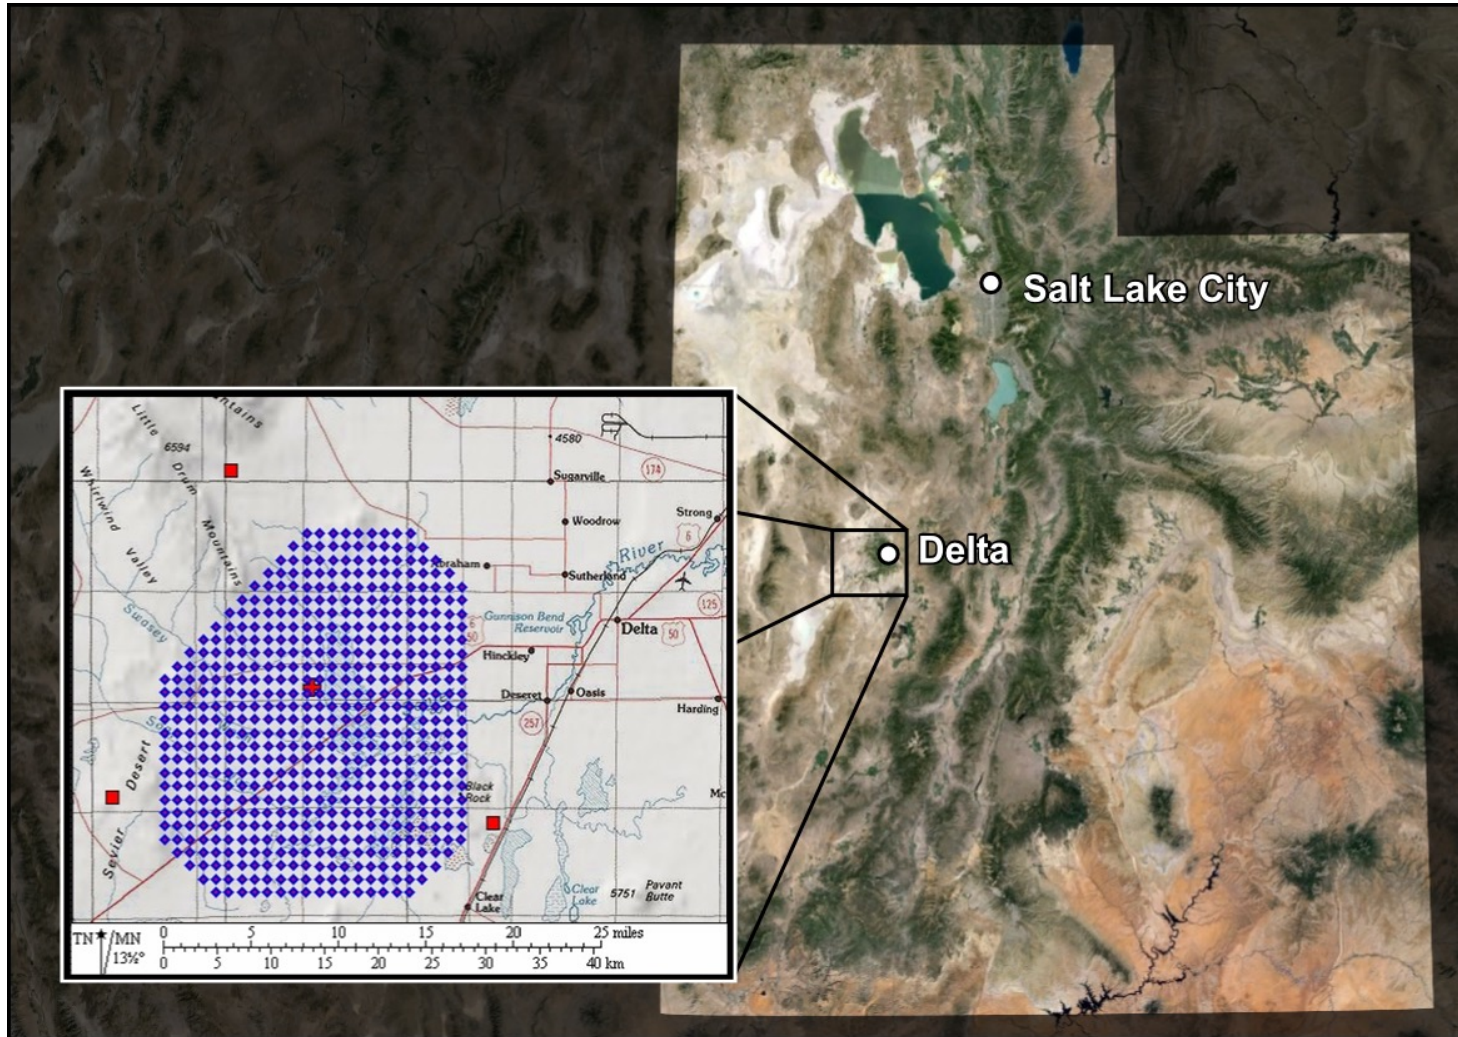 Salt Lake City
Delta
untains
Little
Drum
Mountains
6594
Whirlwind
Valley
Swasey
4580
Sugarville
174
Strong
Woodrow
6
River
Abraham
Sutherland
125
Gunnison Bend
Reservoir
Delta
50
50
Hinckley
Deseret
Oasis
Harding
257
Sevier
Desert
Black
Rock
Mc
Clear
Lake
Clear
Lake
5751
Pavant
Butte
TN
MN
13½°
0 5 10 15 20 25 miles
0 5 10 15 20 25 30 35 40 km